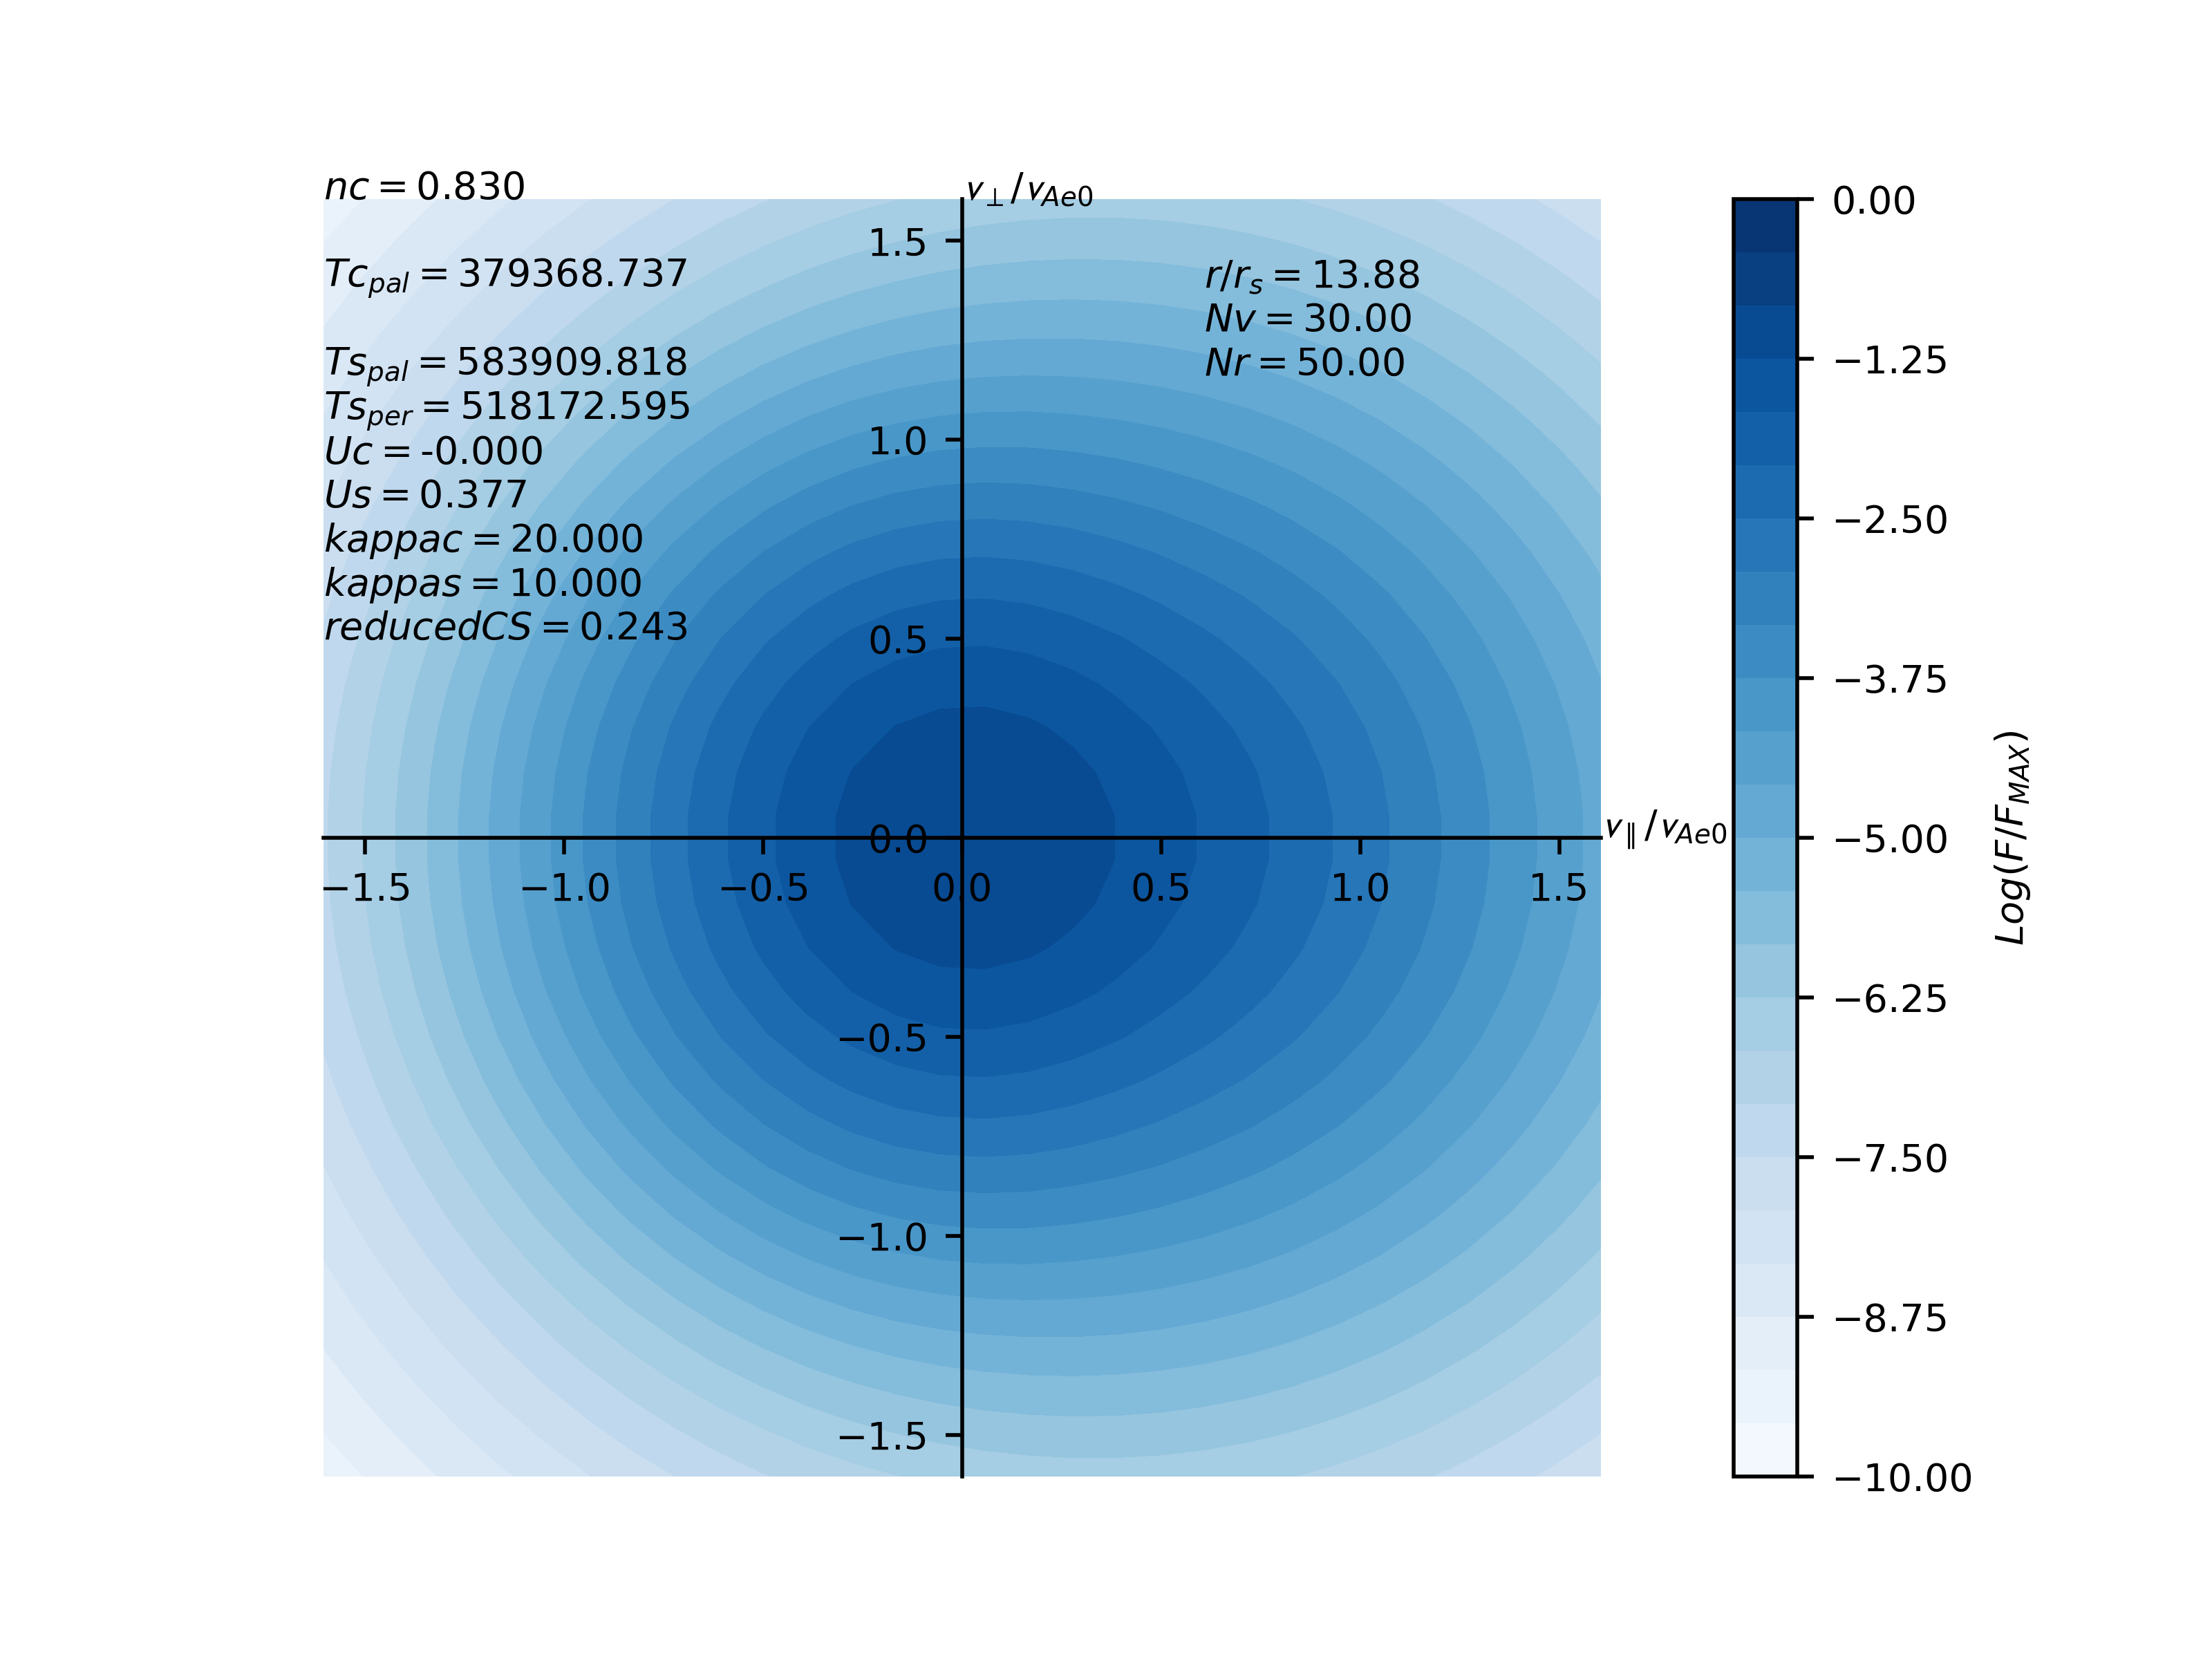 nc = 0.830
v⊥/vAe0
Tcpal = 379368.737
Tspal = 583909.818
Tsper = 518172.595
Uc = -0.000
Us = 0.377
kappac = 20.000
kappas = 10.000
reducedCS = 0.243
r/rs = 13.88
Nv = 30.00
Nr = 50.00
1.5
1.0
0.5
0.0
−0.5
−1.0
−1.5
−1.5 −1.0 −0.5 0.0 0.5 1.0 1.5
v∥/vAe0
0.00
−1.25
−2.50
−3.75
−5.00
−6.25
−7.50
−8.75
−10.00
Log(F/FMAX)